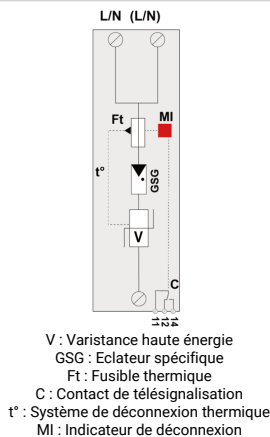 L/N (L/N)
Ft
MI
t°
GSG
V
C
11 12 14
V : Varistance haute énergie
GSG : Eclateur spécifique
Ft : Fusible thermique
C : Contact de télésignalisation
t° : Système de déconnexion thermique
MI : Indicateur de déconnexion